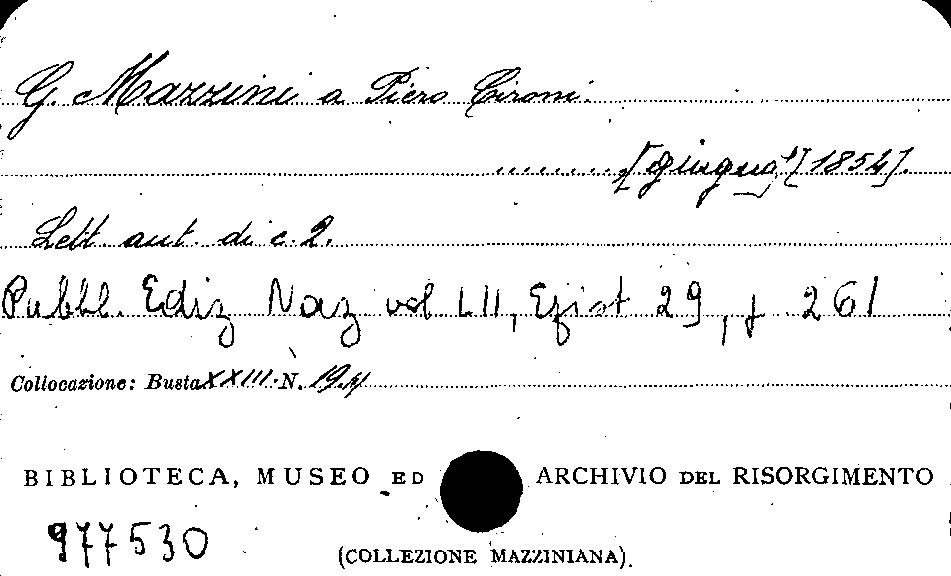 G. Mazzini a Piero Cironi.
......... [giugno] [1854].
Lett. aut. di c. 2.
Pubbl. Ediz Naz vol LII, Epist 29, p. 261
Collocazione: Busta XXIII. N. 19.
BIBLIOTECA, MUSEO ED ARCHIVIO DEL RISORGIMENTO
977530
(COLLEZIONE MAZZINIANA).